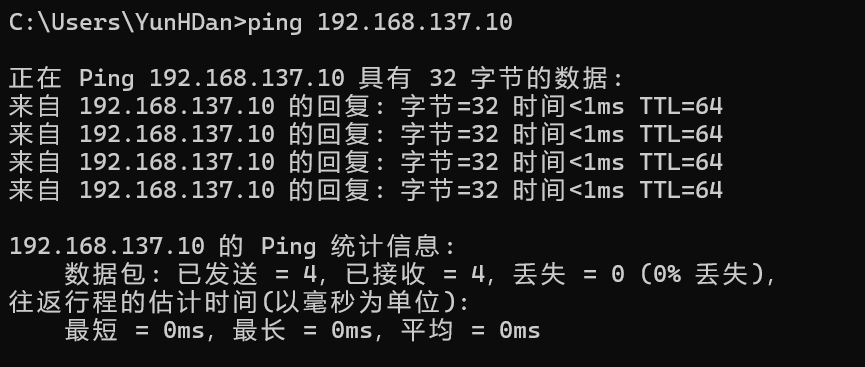 C:\Users\YunHDan>ping 192.168.137.10
正在 Ping 192.168.137.10 具有 32 字节的数据:
来自 192.168.137.10 的回复: 字节=32 时间<1ms TTL=64
来自 192.168.137.10 的回复: 字节=32 时间<1ms TTL=64
来自 192.168.137.10 的回复: 字节=32 时间<1ms TTL=64
来自 192.168.137.10 的回复: 字节=32 时间<1ms TTL=64
192.168.137.10 的 Ping 统计信息:
数据包: 已发送 = 4, 已接收 = 4, 丢失 = 0 (0% 丢失),
往返行程的估计时间(以毫秒为单位):
最短 = 0ms, 最长 = 0ms, 平均 = 0ms